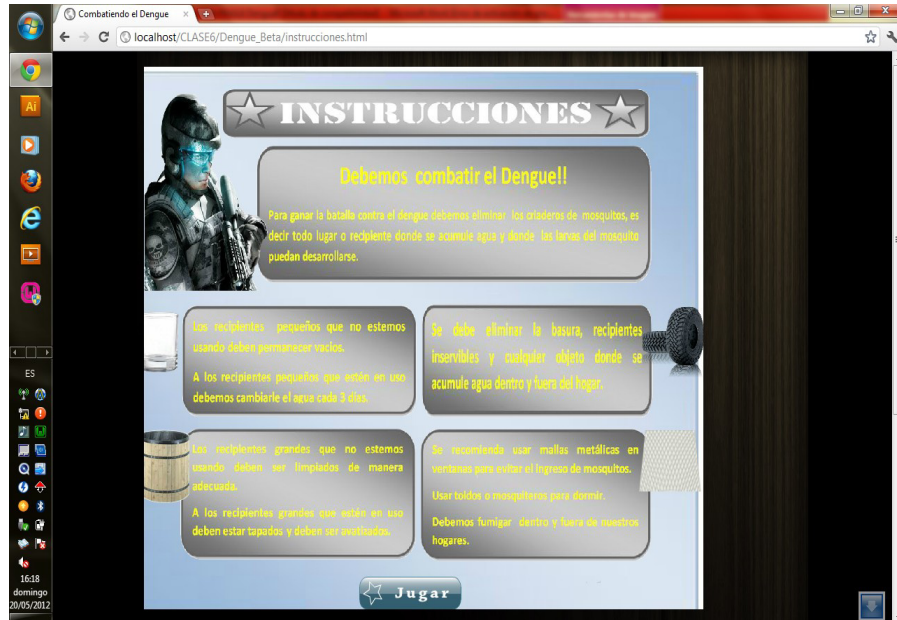 Combatiendo el Dengue
localhost/CLASE6/Dengue_Beta/instrucciones.html
Ai
INSTRUCCIONES
Debemos combatir el Dengue!!
Para ganar la batalla contra el dengue debemos eliminar los criaderos de mosquitos, es
decir todo lugar o recipiente donde se acumule agua y donde las larvas del mosquito
puedan desarrollarse.
Los recipientes pequeños que no estemos
usando deben permanecer vacios.
A los recipientes pequeños que estén en uso
debemos cambiarle el agua cada 3 dias.
Se debe eliminar la basura, recipientes
inservibles y cualquier objeto donde se
acumule agua dentro y fuera del hogar.
Los recipientes grandes que no estemos
usando deben ser limpiados de manera
adecuada.
A los recipientes grandes que estén en uso
deben estar tapados y deben ser avatizados.
Se recomienda usar mallas metálicas en
ventanas para evitar el ingreso de mosquitos.
Usar toldos o mosquiteros para dormir.
Debemos fumigar dentro y fuera de nuestros
hogares.
Jugar
ES
16:18
domingo
20/05/2012